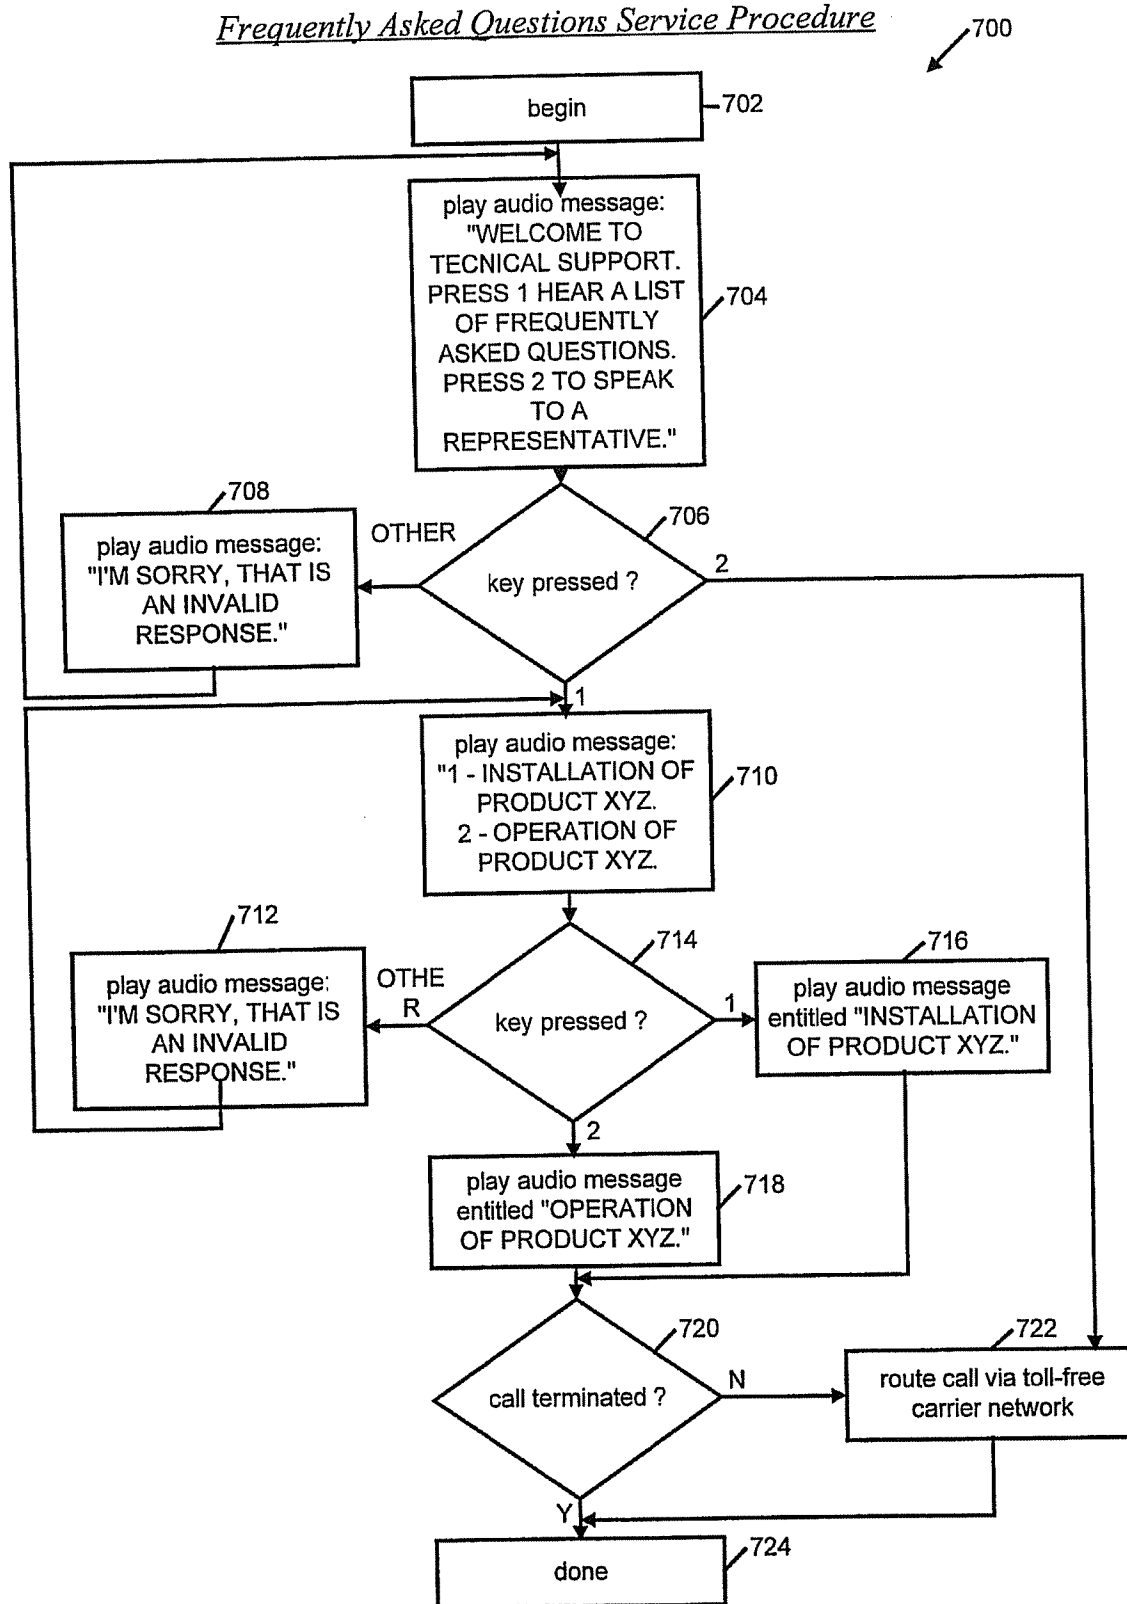 Frequently Asked Questions Service Procedure
700
begin
702
play audio message:
"WELCOME TO
TECNICAL SUPPORT.
PRESS 1 HEAR A LIST
OF FREQUENTLY
ASKED QUESTIONS.
PRESS 2 TO SPEAK
TO A
REPRESENTATIVE."
704
708
play audio message:
"I'M SORRY, THAT IS
AN INVALID
RESPONSE."
OTHER
key pressed ?
706
2
1
play audio message:
"1 - INSTALLATION OF
PRODUCT XYZ.
2 - OPERATION OF
PRODUCT XYZ.
710
712
play audio message:
"I'M SORRY, THAT IS
AN INVALID
RESPONSE."
OTHE
R
key pressed ?
714
1
716
play audio message
entitled "INSTALLATION
OF PRODUCT XYZ."
2
play audio message
entitled "OPERATION
OF PRODUCT XYZ."
718
call terminated ?
720
N
722
route call via toll-free
carrier network
Y
done
724